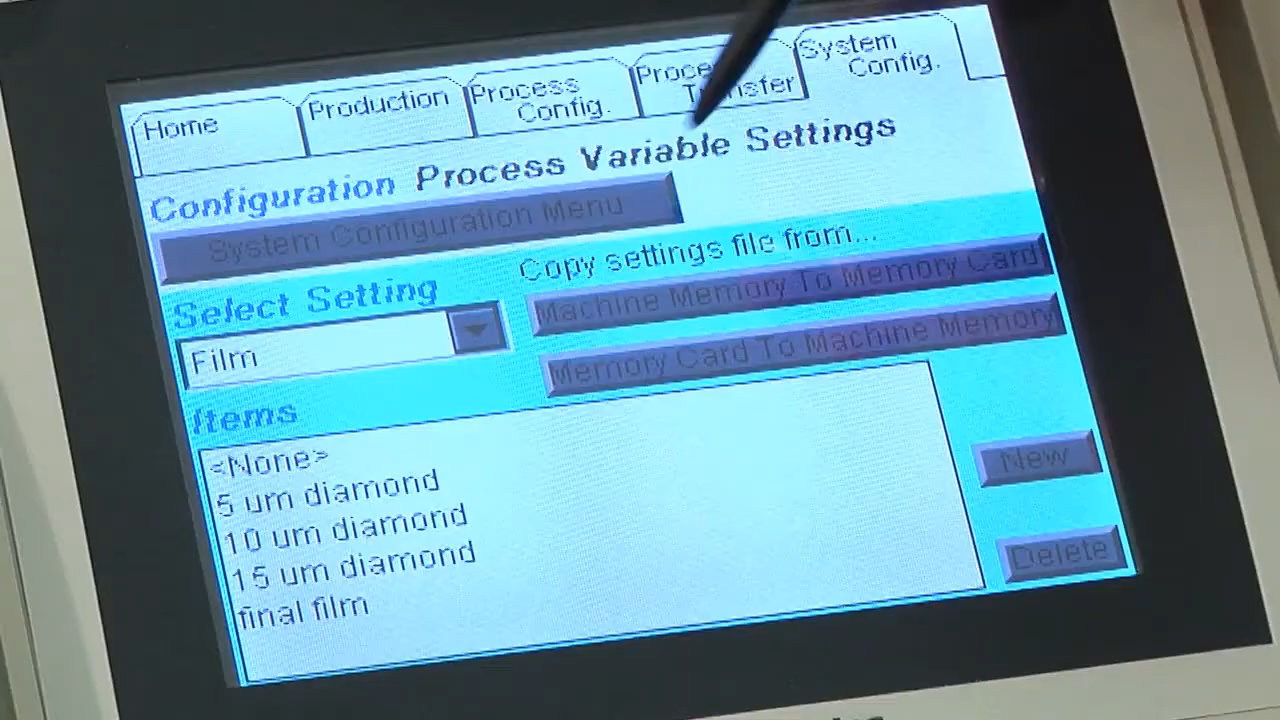 Home
Production
Process
Config.
Process
Transfer
System
Config.
Configuration Process Variable Settings
System Configuration Menu
Copy settings file from...
Select Setting
Machine Memory To Memory Card
Film
Memory Card To Machine Memory
Items
<None>
5 um diamond
10 um diamond
15 um diamond
final film
New
Delete